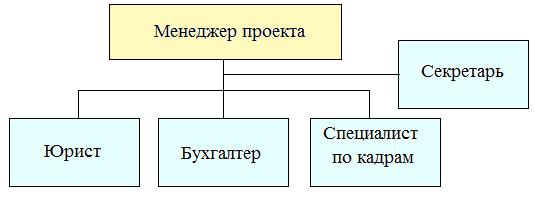 Менеджер проекта
Секретарь
Юрист
Бухгалтер
Специалист
по кадрам